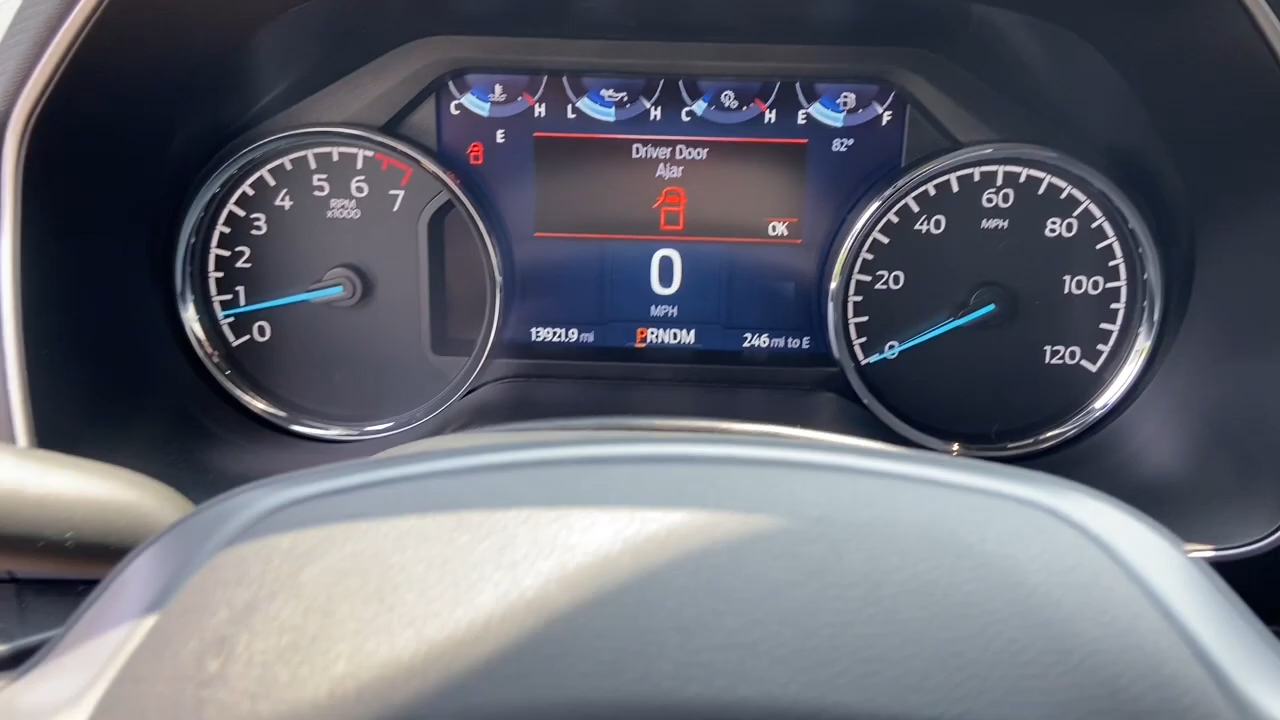 C H L H C H E F
E
82°
Driver Door
Ajar
OK
0
MPH
13921.9 mi
PRNDM
246 mi to E
0 1 2 3 4 5 6 7
RPM
x1000
0 20 40 60 80 100 120
MPH